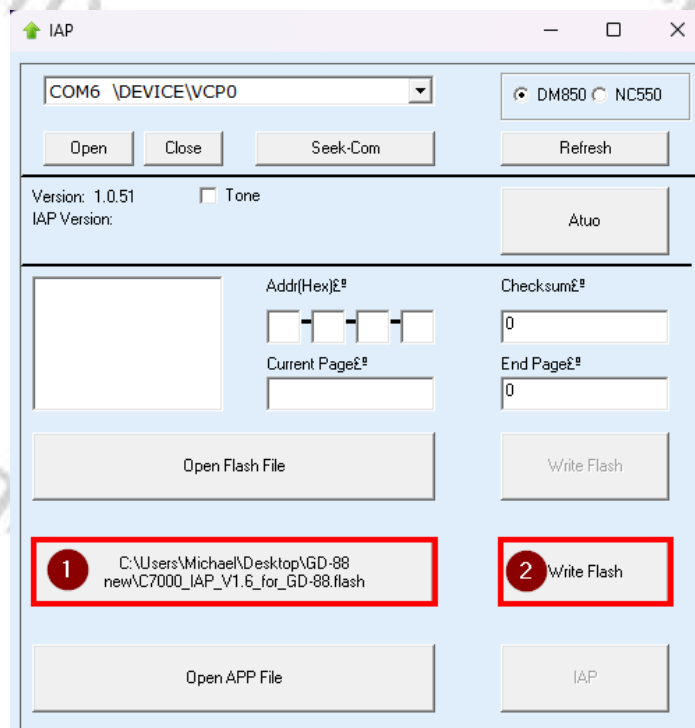 IAP
COM6 \DEVICE\VCP0
DM850 NC550
Open Close Seek-Com Refresh
Version: 1.0.51 Tone
IAP Version:
Atuo
Addr(Hex)£º Checksum£º
- - -
0
Current Page£º End Page£º
0
Open Flash File Write Flash
1 C:\Users\Michael\Desktop\GD-88
new\C7000_IAP_V1.6_for_GD-88.flash
2 Write Flash
Open APP File IAP